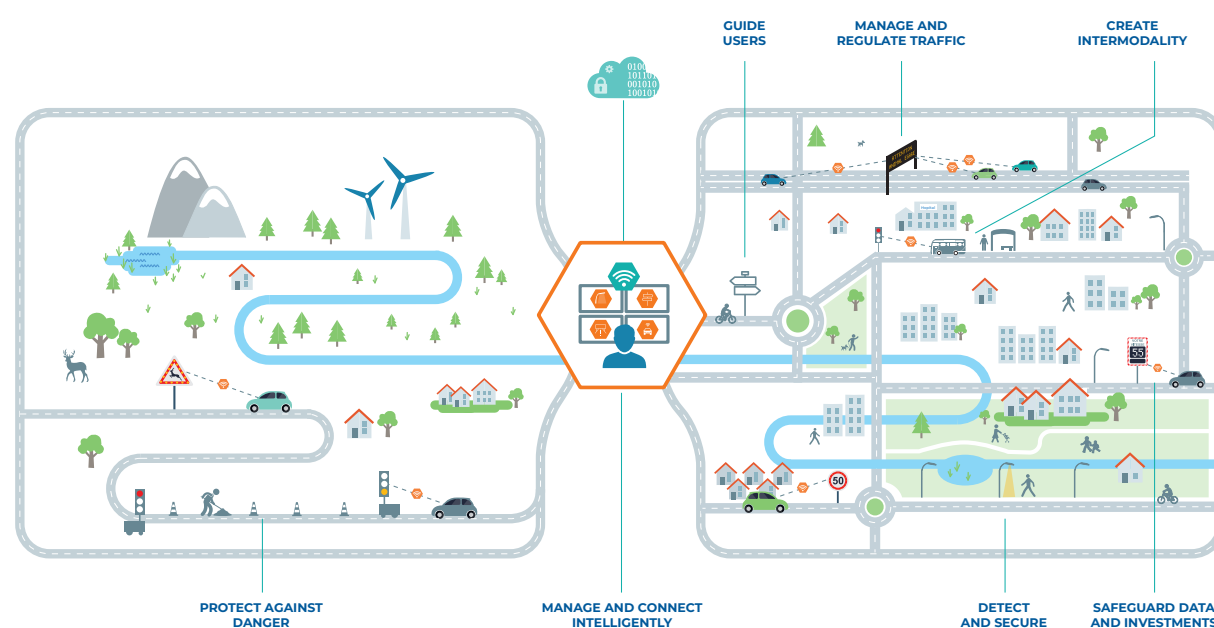 GUIDE
USERS
MANAGE AND
REGULATE TRAFFIC
CREATE
INTERMODALITY
0100
101101
001010
100101
Hospital
55
50
PROTECT AGAINST
DANGER
MANAGE AND CONNECT
INTELLIGENTLY
DETECT
AND SECURE
SAFEGUARD DATA
AND INVESTMENTS